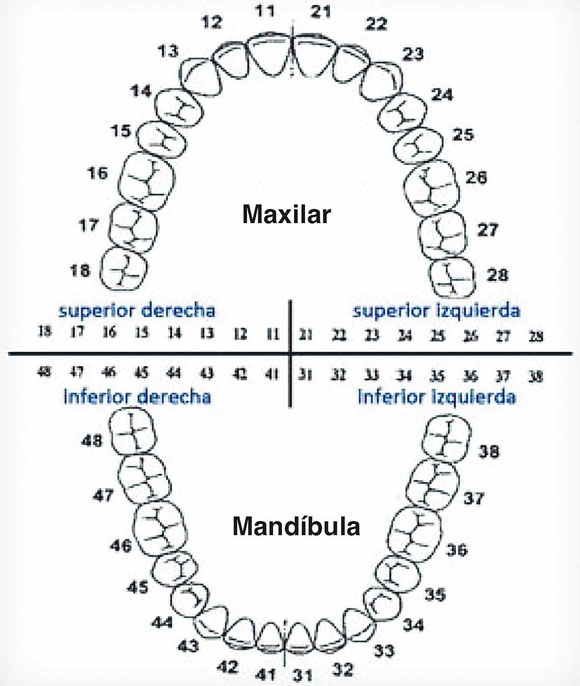 11 21
12 22
13 23
14 24
15 25
16 26
17 27
18 28
Maxilar
superior derecha superior izquierda
18 17 16 15 14 13 12 11 21 22 23 24 25 26 27 28
48 47 46 45 44 43 42 41 31 32 33 34 35 36 37 38
inferior derecha inferior izquierda
48 38
47 37
Mandíbula
46 36
45 35
44 34
43 33
42 41 31 32